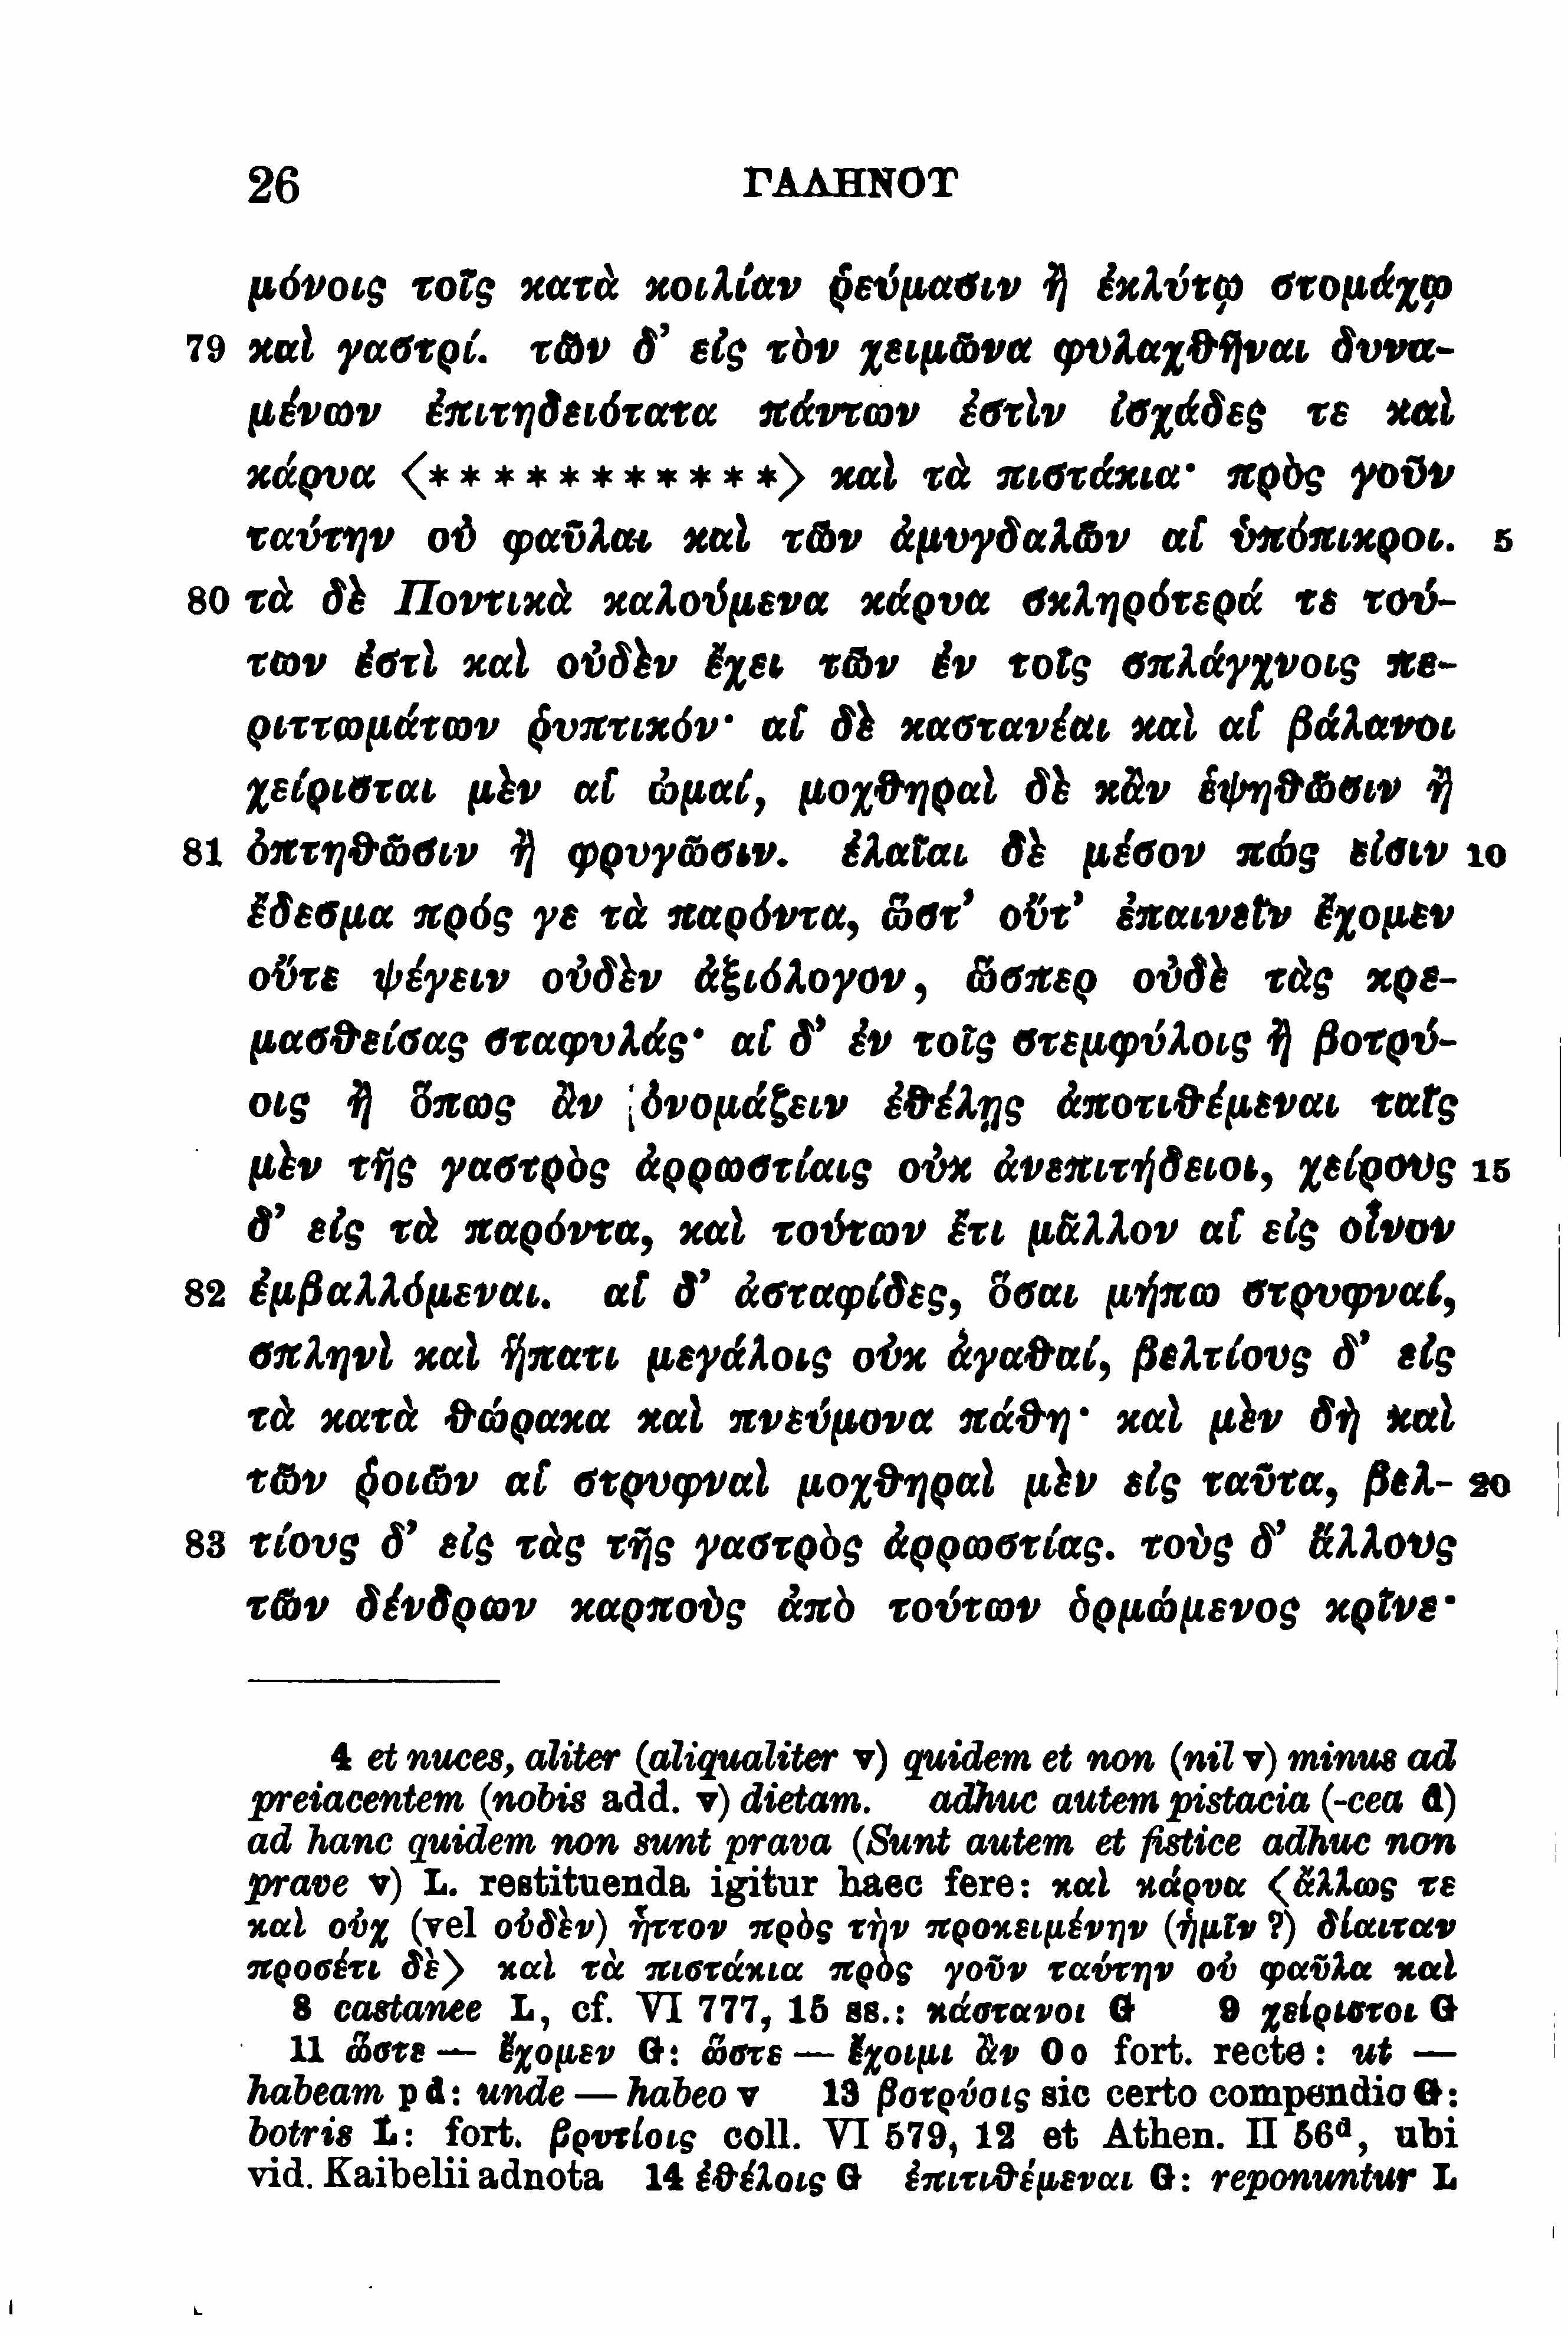 26 ΓΑΛΗΝΟΥ
μόνοις τοῖς κατὰ κοιλίαν ῥεύμασιν ἢ ἐκλύτῳ στομάχῳ
79 καὶ γαστρί. τῶν δ’ εἰς τὸν χειμῶνα φυλαχθῆναι δυνα-
μένων ἐπιτηδειότατα πάντων ἐστὶν ἰσχάδες τε καὶ
κάρυα 〈* * * * * * * * * * *〉 καὶ τὰ πιστάκια· πρὸς γοῦν
ταύτην οὐ φαῦλαι καὶ τῶν ἀμυγδαλῶν αἱ ὑπόπικροι. 5
80 τὰ δὲ Ποντικὰ καλούμενα κάρυα σκληρότερά τε τού-
των ἐστὶ καὶ οὐδὲν ἔχει τῶν ἐν τοῖς σπλάγχνοις πε-
ριττωμάτων ῥυπτικόν· αἱ δὲ καστανέαι καὶ αἱ βάλανοι
χείρισται μὲν αἱ ὠμαί, μοχθηραὶ δὲ κἂν ἑψηθῶσιν ἢ
81 ὀπτηθῶσιν ἢ φρυγῶσιν. ἐλαῖαι δὲ μέσον πώς εἰσιν 10
ἔδεσμα πρός γε τὰ παρόντα, ὥστ’ οὔτ’ ἐπαινεῖν ἔχομεν
οὔτε ψέγειν οὐδὲν ἀξιόλογον, ὥσπερ οὐδὲ τὰς κρε-
μασθείσας σταφυλάς· αἱ δ’ ἐν τοῖς στεμφύλοις ἢ βοτρύ-
οις ἢ ὅπως ἂν ὀνομάζειν ἐθέλῃς ἀποτιθέμεναι ταῖς
μὲν τῆς γαστρὸς ἀρρωστίαις οὐκ ἀνεπιτήδειοι, χείρους 15
δ’ εἰς τὰ παρόντα, καὶ τούτων ἔτι μᾶλλον αἱ εἰς οἶνον
82 ἐμβαλλόμεναι. αἱ δ’ ἀσταφίδες, ὅσαι μήπω στρυφναί,
σπληνὶ καὶ ἥπατι μεγάλοις οὐκ ἀγαθαί, βελτίους δ’ εἰς
τὰ κατὰ θώρακα καὶ πνεύμονα πάθη· καὶ μὲν δὴ καὶ
τῶν ῥοιῶν αἱ στρυφναὶ μοχθηραὶ μὲν εἰς ταῦτα, βελ- 20
83 τίους δ’ εἰς τὰς τῆς γαστρὸς ἀρρωστίας. τοὺς δ’ ἄλλους
τῶν δένδρων καρποὺς ἀπὸ τούτων ὁρμώμενος κρῖνε·
4 et nuces, aliter (aliqualiter v) quidem et non (nil v) minus ad
preiacentem (nobis add. v) dietam. adhuc autem pistacia (-cea d)
ad hanc quidem non sunt prava (Sunt autem et fistice adhuc non
prave v) L. restituenda igitur haec fere: καὶ κάρυα 〈ἄλλως τε
καὶ οὐχ (vel οὐδὲν) ἧττον πρὸς τὴν προκειμένην (ἡμῖν ?) δίαιταν
προσέτι δὲ〉 καὶ τὰ πιστάκια πρὸς γοῦν ταύτην οὐ φαῦλα καὶ
8 castanee L, cf. VI 777, 15 ss.: κάστανοι G 9 χείριστοι G
11 ὥστε — ἔχομεν G: ὥστε — ἔχοιμι ἂν Oo fort. recte: ut —
habeam pd: unde — habeo v 13 βοτρύοις sic certo compendio G:
botris L: fort. βρυτίοις coll. VI 579, 12 et Athen. II 56ᵈ, ubi
vid. Kaibelii adnota 14 ἐθέλοις G ἐπιτιθέμεναι G: reponuntur L